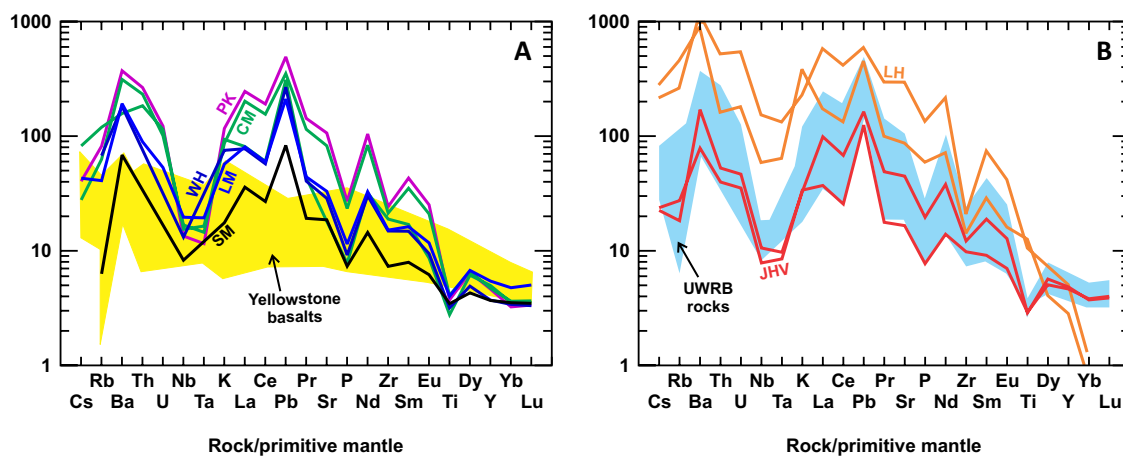 A
1000
100
10
1
PK
CM
WH
LM
SM
Yellowstone
basalts
Rb Th Nb K Ce Pr P Zr Eu Dy Yb
Cs Ba U Ta La Pb Sr Nd Sm Ti Y Lu
Rock/primitive mantle
B
1000
100
10
1
LH
JHV
UWRB
rocks
Rb Th Nb K Ce Pr P Zr Eu Dy Yb
Cs Ba U Ta La Pb Sr Nd Sm Ti Y Lu
Rock/primitive mantle